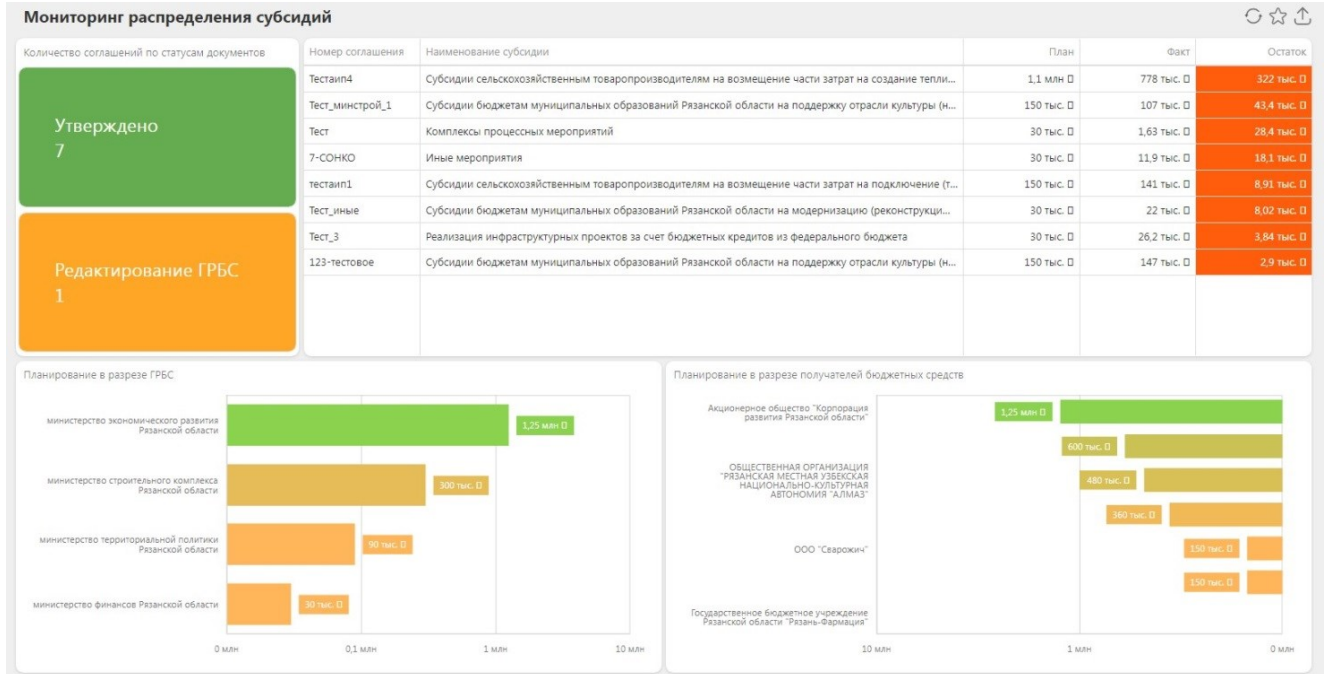 Мониторинг распределения субсидий
Количество соглашений по статусам документов
Утверждено
7
Редактирование ГРБС
1
Номер соглашения Наименование субсидии План Факт Остаток
Тестаип4 Субсидии сельскохозяйственным товаропроизводителям на возмещение части затрат на создание тепли... 1,1 млн ▯ 778 тыс. ▯ 322 тыс. ▯
Тест_минстрой_1 Субсидии бюджетам муниципальных образований Рязанской области на поддержку отрасли культуры (н... 150 тыс. ▯ 107 тыс. ▯ 43,4 тыс. ▯
Тест Комплексы процессных мероприятий 30 тыс. ▯ 1,63 тыс. ▯ 28,4 тыс. ▯
7-СОНКО Иные мероприятия 30 тыс. ▯ 11,9 тыс. ▯ 18,1 тыс. ▯
тестаип1 Субсидии сельскохозяйственным товаропроизводителям на возмещение части затрат на подключение (т... 150 тыс. ▯ 141 тыс. ▯ 8,91 тыс. ▯
Тест_иные Субсидии бюджетам муниципальных образований Рязанской области на модернизацию (реконструкци... 30 тыс. ▯ 22 тыс. ▯ 8,02 тыс. ▯
Тест_3 Реализация инфраструктурных проектов за счет бюджетных кредитов из федерального бюджета 30 тыс. ▯ 26,2 тыс. ▯ 3,84 тыс. ▯
123-тестовое Субсидии бюджетам муниципальных образований Рязанской области на поддержку отрасли культуры (н... 150 тыс. ▯ 147 тыс. ▯ 2,9 тыс. ▯
Планирование в разрезе ГРБС
министерство экономического развития
Рязанской области
1,25 млн ▯
министерство строительного комплекса
Рязанской области
300 тыс. ▯
министерство территориальной политики
Рязанской области
90 тыс. ▯
министерство финансов Рязанской области
30 тыс. ▯
0 млн 0,1 млн 1 млн 10 млн
Планирование в разрезе получателей бюджетных средств
Акционерное общество "Корпорация
развития Рязанской области"
1,25 млн ▯
600 тыс. ▯
ОБЩЕСТВЕННАЯ ОРГАНИЗАЦИЯ
"РЯЗАНСКАЯ МЕСТНАЯ УЗБЕКСКАЯ
НАЦИОНАЛЬНО-КУЛЬТУРНАЯ
АВТОНОМИЯ "АЛМАЗ"
480 тыс. ▯
360 тыс. ▯
ООО "Сварожич"
150 тыс. ▯
150 тыс. ▯
Государственное бюджетное учреждение
Рязанской области "Рязань-Фармация"
10 млн 1 млн 0 млн